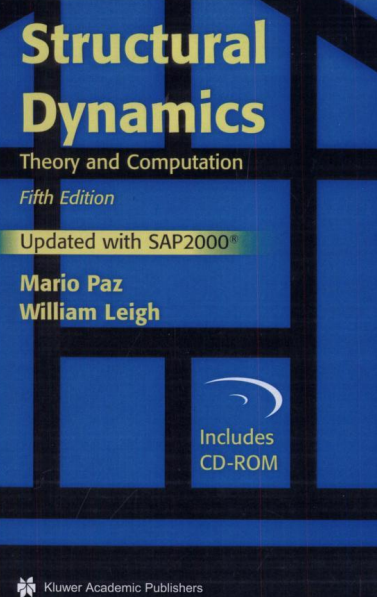 Structural
Dynamics
Theory and Computation
Fifth Edition
Updated with SAP2000®
Mario Paz
William Leigh
Includes
CD-ROM
Kluwer Academic Publishers